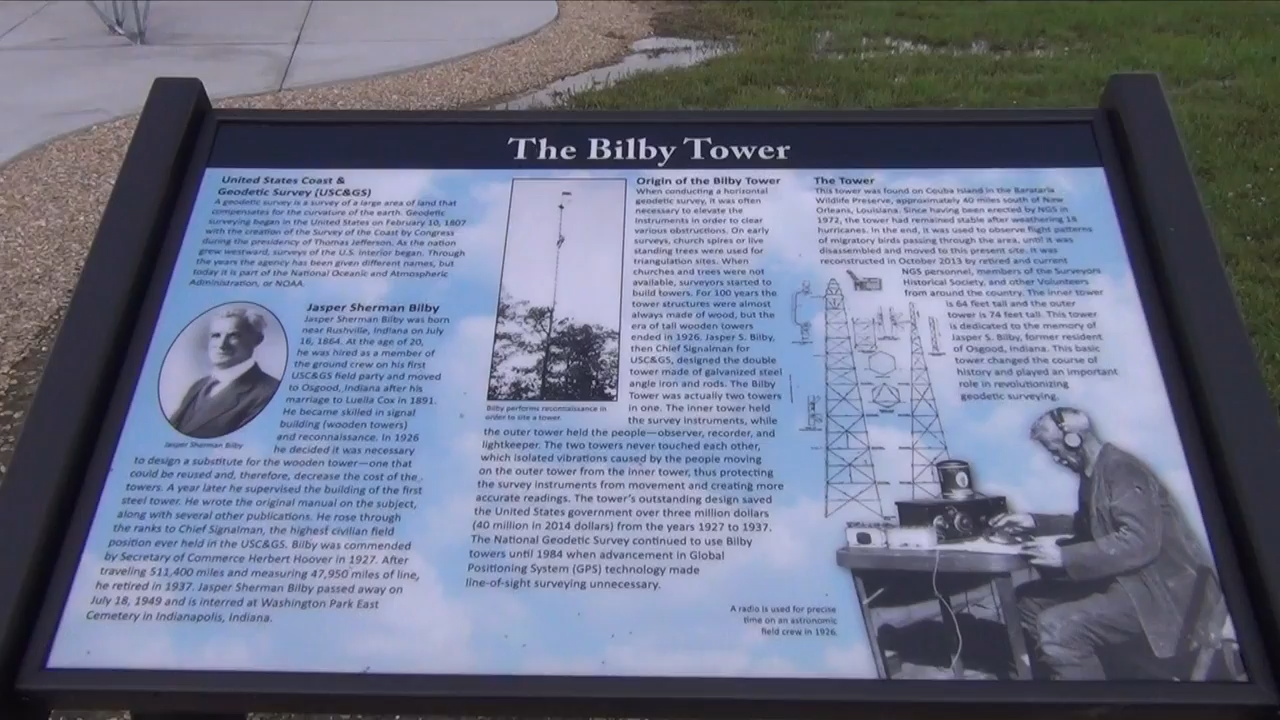 The Bilby Tower
United States Coast &
Geodetic Survey (USC&GS)
A geodetic survey is a survey of a large area of land that
compensates for the curvature of the earth. Geodetic
surveying began in the United States on February 10, 1807
with the creation of the Survey of the Coast by Congress
during the presidency of Thomas Jefferson. As the nation
grew westward, surveys of the U.S. interior began. Through
the years the agency has been given different names, but
today it is part of the National Oceanic and Atmospheric
Administration, or NOAA.
Jasper Sherman Bilby
Jasper Sherman Bilby was born
near Rushville, Indiana on July
16, 1864. At the age of 20,
he was hired as a member of
the ground crew on his first
USC&GS field party and moved
to Osgood, Indiana after his
marriage to Luella Cox in 1891.
He became skilled in signal
building (wooden towers)
and reconnaissance. In 1926
he decided it was necessary
to design a substitute for the wooden tower—one that
could be reused and, therefore, decrease the cost of the
towers. A year later he supervised the building of the first
steel tower. He wrote the original manual on the subject,
along with several other publications. He rose through
the ranks to Chief Signalman, the highest civilian field
position ever held in the USC&GS. Bilby was commended
by Secretary of Commerce Herbert Hoover in 1927. After
traveling 511,400 miles and measuring 47,950 miles of line,
he retired in 1937. Jasper Sherman Bilby passed away on
July 18, 1949 and is interred at Washington Park East
Cemetery in Indianapolis, Indiana.
Jasper Sherman Bilby
Bilby performs reconnaissance in
order to site a tower.
Origin of the Bilby Tower
When conducting a horizontal
geodetic survey, it was often
necessary to elevate the
instruments in order to clear
various obstructions. On early
surveys, church spires or live
standing trees were used for
triangulation sites. When
churches and trees were not
available, surveyors started to
build towers. For 100 years the
tower structures were almost
always made of wood, but the
era of tall wooden towers
ended in 1926. Jasper S. Bilby,
then Chief Signalman for
USC&GS, designed the double
tower made of galvanized steel
angle iron and rods. The Bilby
Tower was actually two towers
in one. The inner tower held
the survey instruments, while
the outer tower held the people—observer, recorder, and
lightkeeper. The two towers never touched each other,
which isolated vibrations caused by the people moving
on the outer tower from the inner tower, thus protecting
the survey instruments from movement and creating more
accurate readings. The tower's outstanding design saved
the United States government over three million dollars
(40 million in 2014 dollars) from the years 1927 to 1937.
The National Geodetic Survey continued to use Bilby
towers until 1984 when advancement in Global
Positioning System (GPS) technology made
line-of-sight surveying unnecessary.
The Tower
This tower was found on Couba Island in the Barataria
Wildlife Preserve, approximately 40 miles south of New
Orleans, Louisiana. Since having been erected by NGS in
1972, the tower had remained stable after weathering 18
hurricanes. In the end, it was used to observe flight patterns
of migratory birds passing through the area, until it was
disassembled and moved to this present site. It was
reconstructed in October 2013 by retired and current
NGS personnel, members of the Surveyors
Historical Society, and other Volunteers
from around the country. The inner tower
is 64 feet tall and the outer
tower is 74 feet tall. This tower
is dedicated to the memory of
Jasper S. Bilby, former resident
of Osgood, Indiana. This basic
tower changed the course of
history and played an important
role in revolutionizing
geodetic surveying.
A radio is used for precise
time on an astronomic
field crew in 1926.